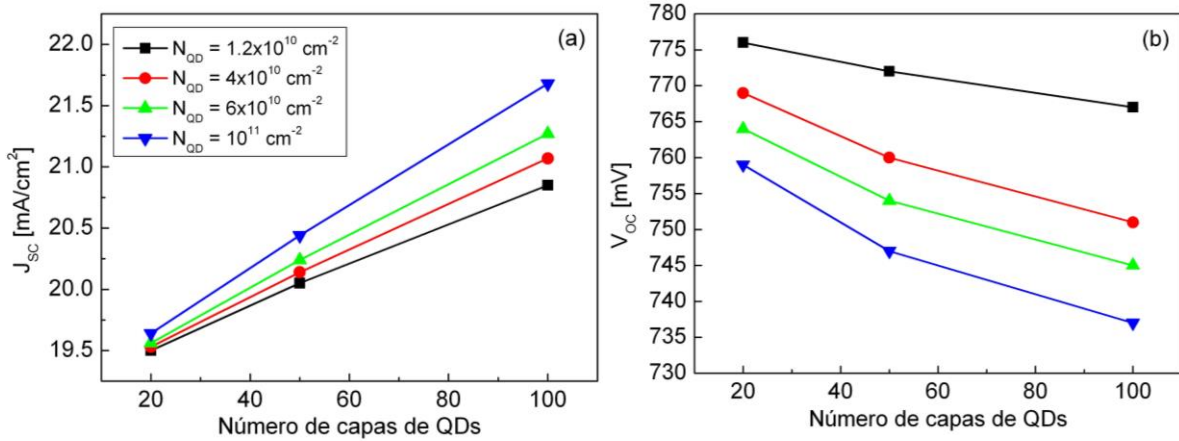 (a)
N_QD = 1.2x10^10 cm^-2
N_QD = 4x10^10 cm^-2
N_QD = 6x10^10 cm^-2
N_QD = 10^11 cm^-2
22.0
21.5
21.0
20.5
20.0
19.5
J_SC [mA/cm^2]
20 40 60 80 100
Número de capas de QDs
(b)
780
775
770
765
760
755
750
745
740
735
730
V_OC [mV]
20 40 60 80 100
Número de capas de QDs